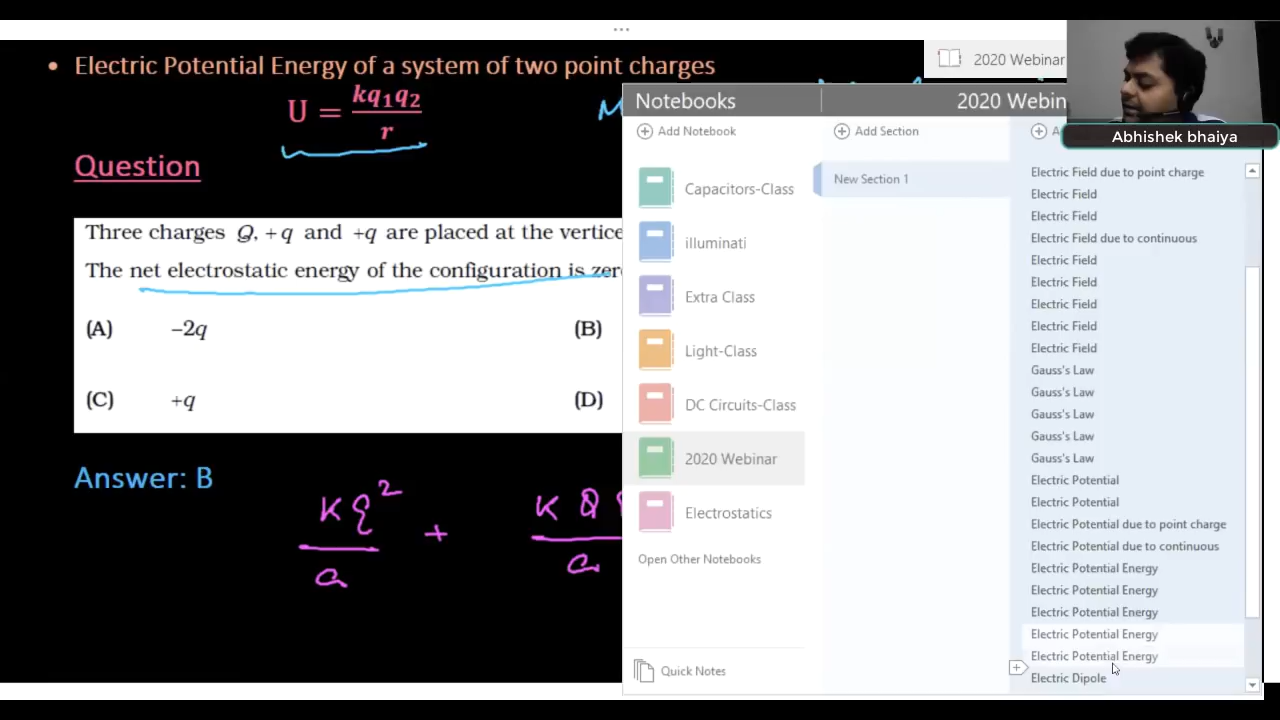 • Electric Potential Energy of a system of two point charges
U = kq₁q₂ / r
Question
Three charges Q, +q and +q are placed at the vertice
The net electrostatic energy of the configuration is zer
(A) –2q (B)
(C) +q (D)
Answer: B
Kq² / a + K Q / a
2020 Webinar
Abhishek bhaiya
Notebooks
2020 Webin
Add Notebook
Capacitors-Class
illuminati
Extra Class
Light-Class
DC Circuits-Class
2020 Webinar
Electrostatics
Open Other Notebooks
Quick Notes
Add Section
New Section 1
Electric Field due to point charge
Electric Field
Electric Field
Electric Field due to continuous
Electric Field
Electric Field
Electric Field
Electric Field
Electric Field
Gauss's Law
Gauss's Law
Gauss's Law
Gauss's Law
Gauss's Law
Electric Potential
Electric Potential
Electric Potential due to point charge
Electric Potential due to continuous
Electric Potential Energy
Electric Potential Energy
Electric Potential Energy
Electric Potential Energy
Electric Potential Energy
Electric Dipole